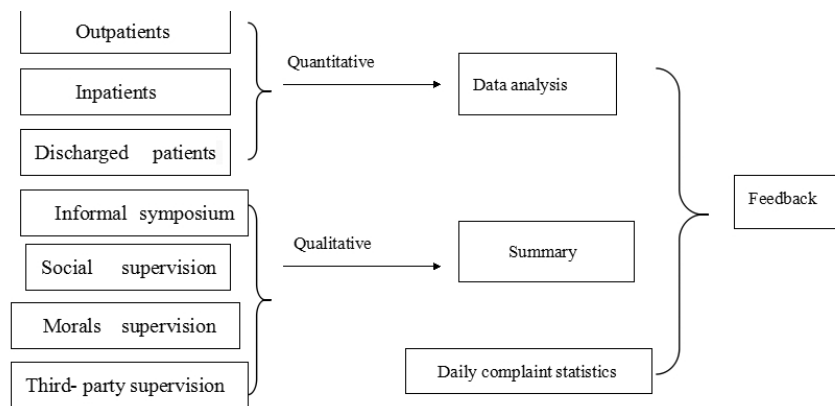 Outpatients
Inpatients
Discharged patients
Quantitative
Data analysis
Informal symposium
Social supervision
Morals supervision
Third- party supervision
Qualitative
Summary
Daily complaint statistics
Feedback